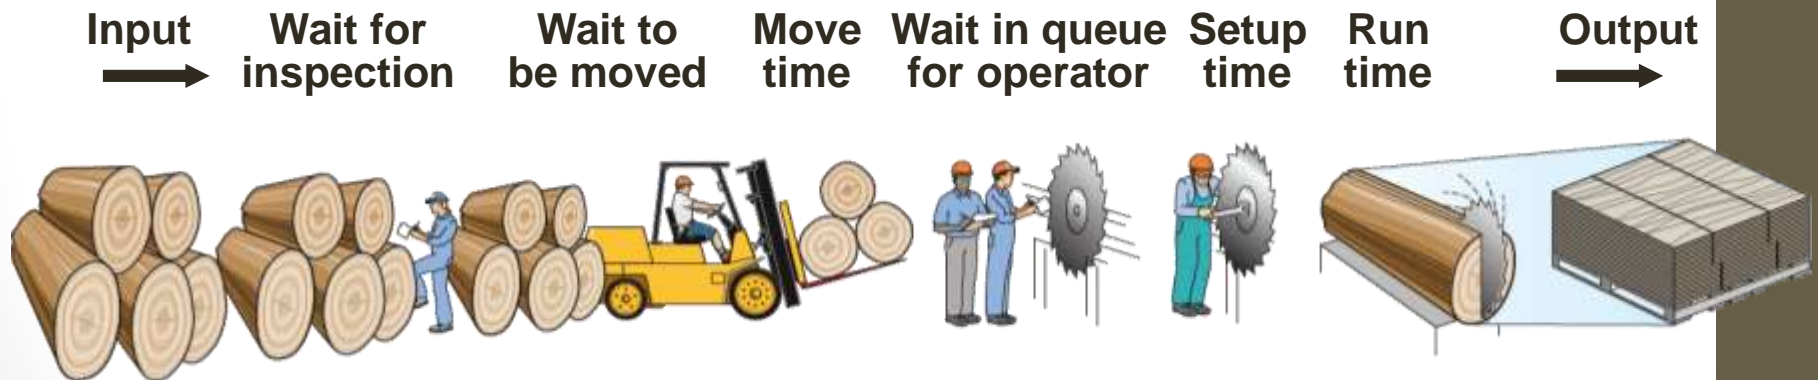 Input
Wait for
inspection
Wait to
be moved
Move
time
Wait in queue
for operator
Setup
time
Run
time
Output